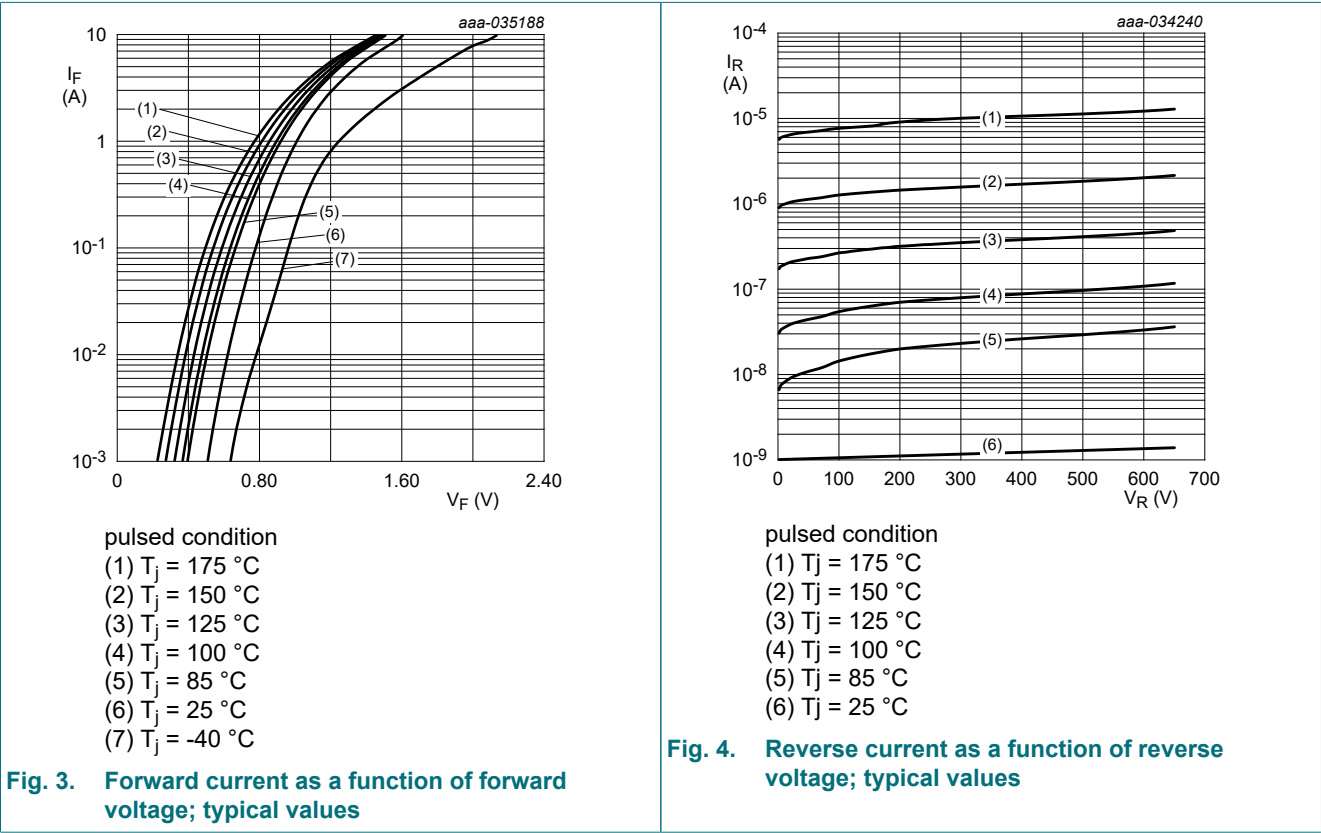 aaa-035188
10
I_F
(A)
(1)
(2)
1
(3)
(4)
(5)
(6)
10^-1
(7)
10^-2
10^-3
0
0.80
1.60
2.40
V_F (V)
pulsed condition
(1) T_j = 175 °C
(2) T_j = 150 °C
(3) T_j = 125 °C
(4) T_j = 100 °C
(5) T_j = 85 °C
(6) T_j = 25 °C
(7) T_j = -40 °C
Fig. 3. Forward current as a function of forward
voltage; typical values
aaa-034240
10^-4
I_R
(A)
10^-5
(1)
(2)
10^-6
(3)
10^-7
(4)
(5)
10^-8
(6)
10^-9
0 100 200 300 400 500 600 700
V_R (V)
pulsed condition
(1) Tj = 175 °C
(2) Tj = 150 °C
(3) Tj = 125 °C
(4) Tj = 100 °C
(5) Tj = 85 °C
(6) Tj = 25 °C
Fig. 4. Reverse current as a function of reverse
voltage; typical values